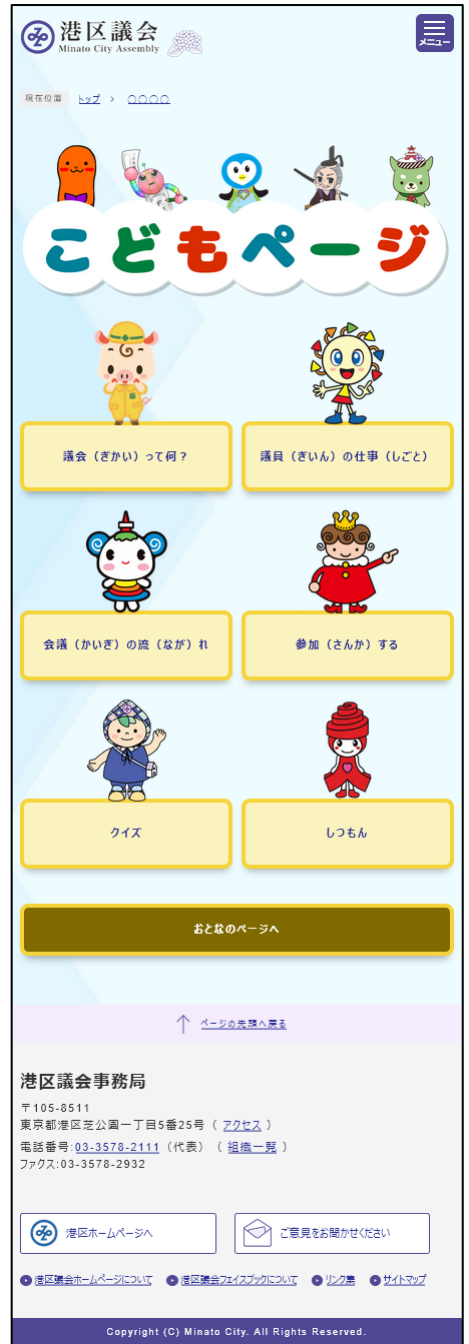 港区議会
Minato City Assembly
メニュー
現在位置 トップ > ○○○○
こどもページ
議会（ぎかい）って何？
議員（ぎいん）の仕事（しごと）
会議（かいぎ）の流（なが）れ
参加（さんか）する
クイズ
しつもん
おとなのページへ
ページの先頭へ戻る
港区議会事務局
〒105-8511
東京都港区芝公園一丁目5番25号（ アクセス ）
電話番号:03-3578-2111（代表）（ 組織一覧 ）
ファクス:03-3578-2932
港区ホームページへ
ご意見をお聞かせください
港区議会ホームページについて 港区議会フェイスブックについて リンク集 サイトマップ
Copyright (C) Minato City. All Rights Reserved.